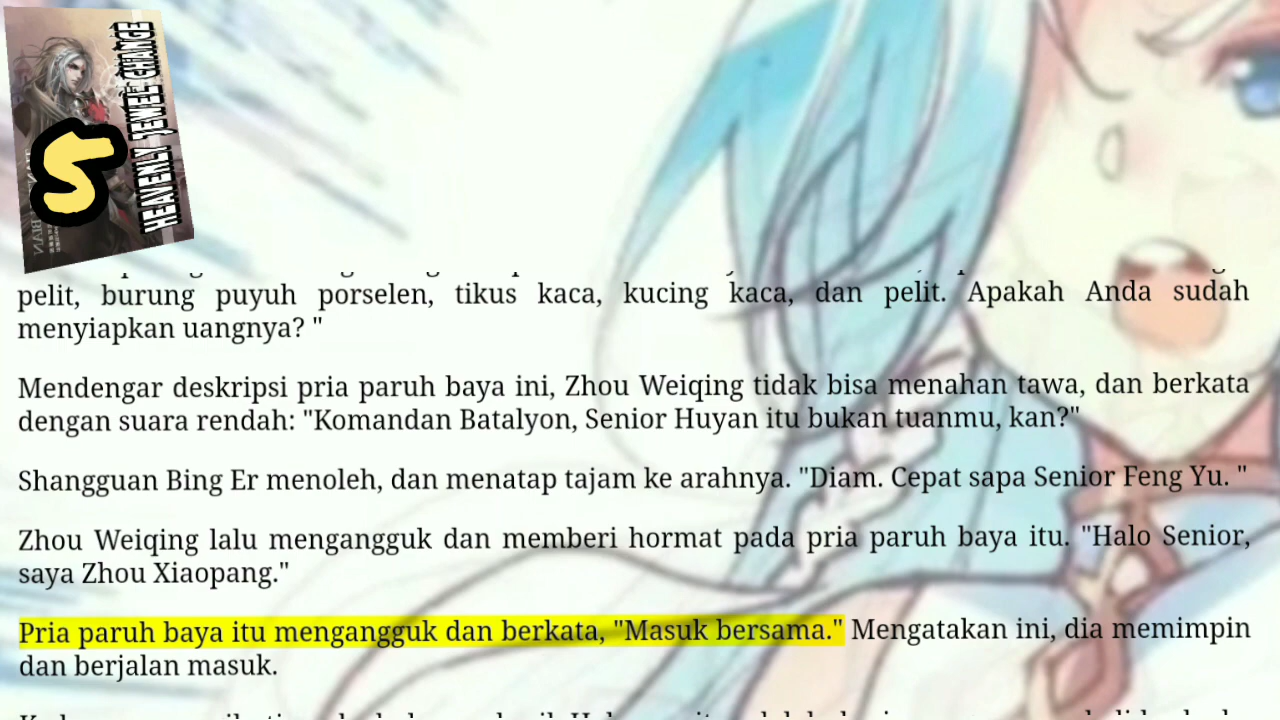 HEAVENLY JEWEL CHANGE
5
pelit, burung puyuh porselen, tikus kaca, kucing kaca, dan pelit. Apakah Anda sudah
menyiapkan uangnya? "
Mendengar deskripsi pria paruh baya ini, Zhou Weiqing tidak bisa menahan tawa, dan berkata
dengan suara rendah: "Komandan Batalyon, Senior Huyan itu bukan tuanmu, kan?"
Shangguan Bing Er menoleh, dan menatap tajam ke arahnya. "Diam. Cepat sapa Senior Feng Yu. "
Zhou Weiqing lalu mengangguk dan memberi hormat pada pria paruh baya itu. "Halo Senior,
saya Zhou Xiaopang."
Pria paruh baya itu mengangguk dan berkata, "Masuk bersama." Mengatakan ini, dia memimpin
dan berjalan masuk.